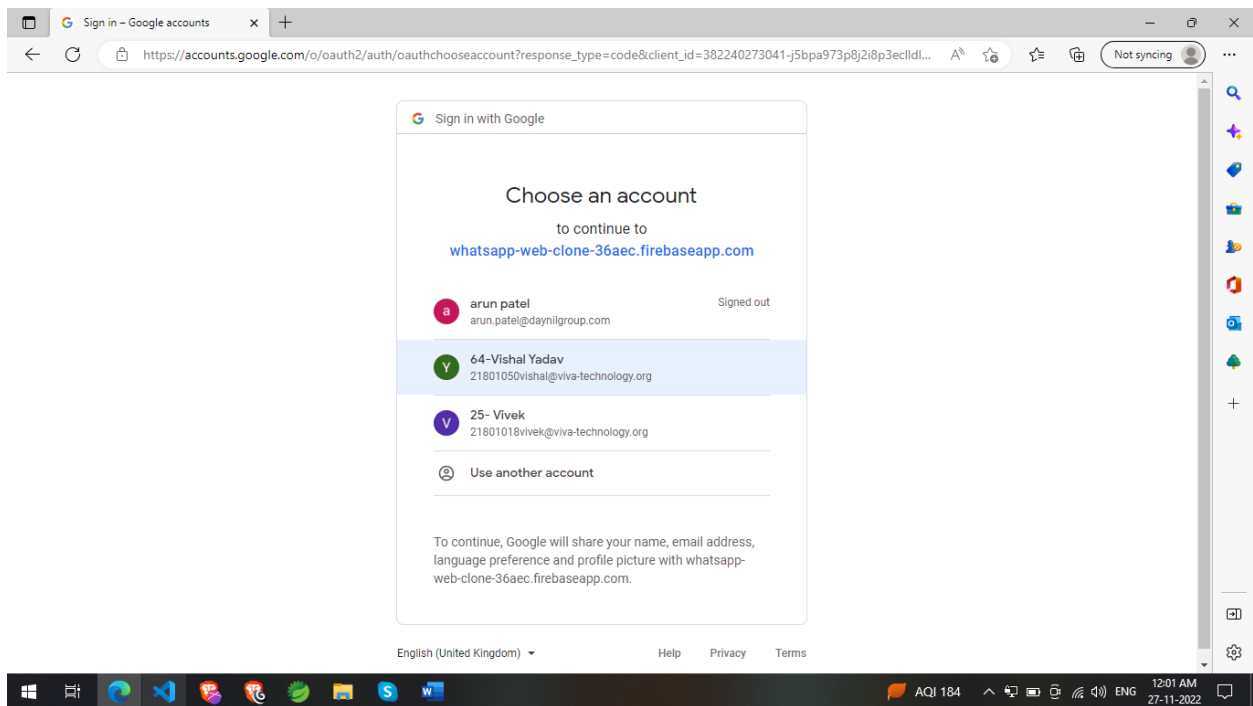 Sign in – Google accounts
https://accounts.google.com/o/oauth2/auth/oauthchooseaccount?response_type=code&client_id=382240273041-j5bpa973p8j2i8p3eclldl...
Not syncing
Sign in with Google
Choose an account
to continue to
whatsapp-web-clone-36aec.firebaseapp.com
a
arun patel
Signed out
arun.patel@daynilgroup.com
Y
64-Vishal Yadav
21801050vishal@viva-technology.org
V
25- Vivek
21801018vivek@viva-technology.org
Use another account
To continue, Google will share your name, email address,
language preference and profile picture with whatsapp-
web-clone-36aec.firebaseapp.com.
English (United Kingdom)
Help Privacy Terms
AQI 184
ENG
12:01 AM
27-11-2022